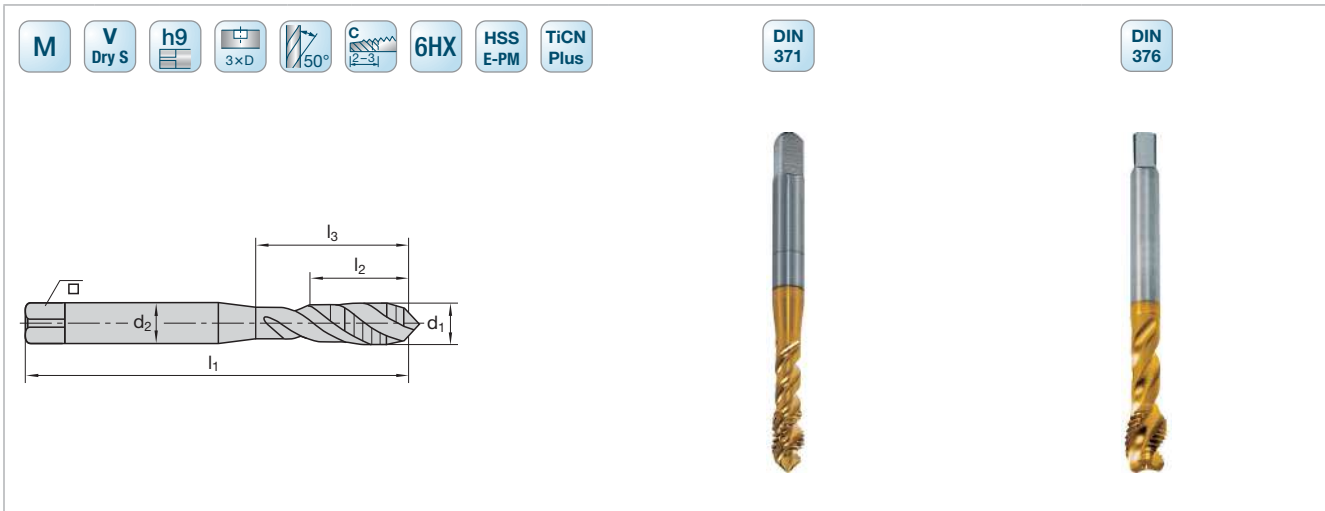 M
V
Dry S
h9
3×D
50°
C
2–3
6HX
HSS
E-PM
TiCN
Plus
DIN
371
DIN
376
l3
l2
d2
d1
l1